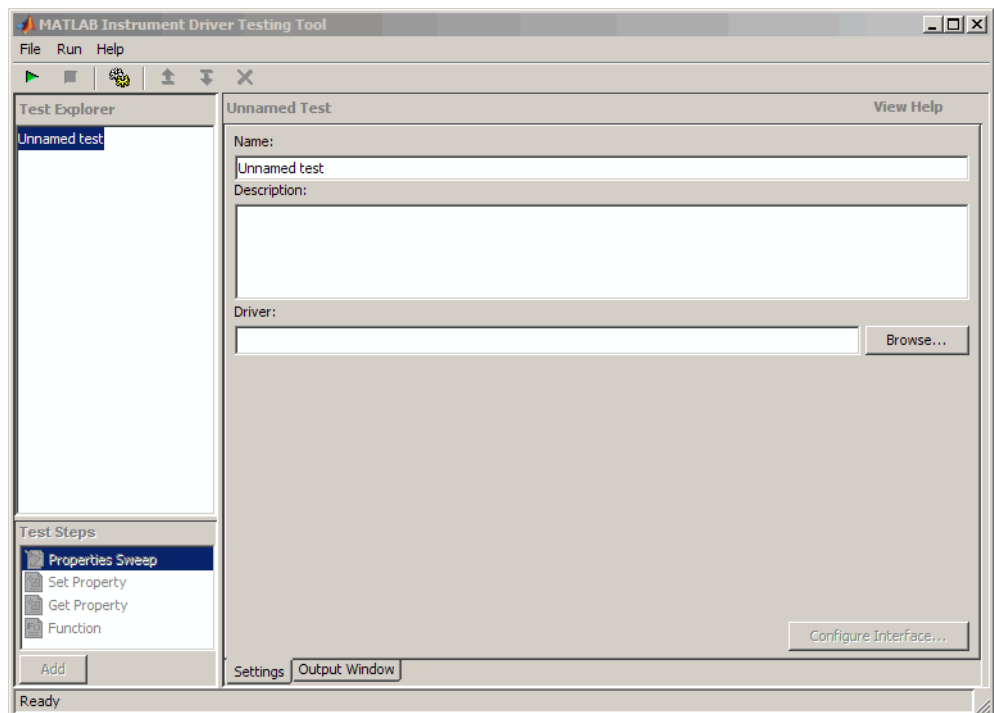 MATLAB Instrument Driver Testing Tool
File Run Help
Test Explorer
Unnamed test
Unnamed Test
View Help
Name:
Unnamed test
Description:
Driver:
Browse...
Test Steps
Properties Sweep
Set Property
Get Property
Function
Add
Configure Interface...
Settings
Output Window
Ready